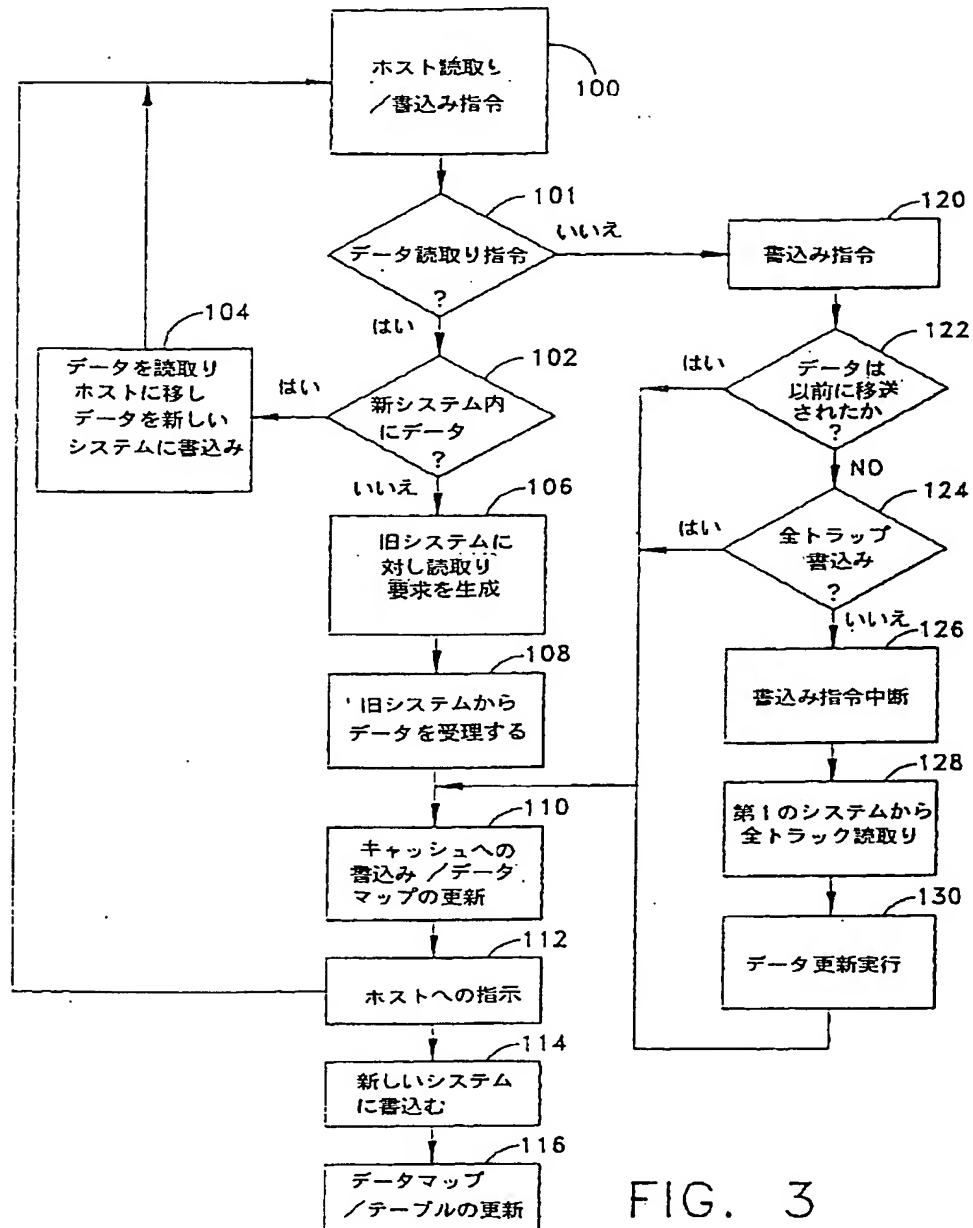 ホスト読取り
／書込み指令
100
101
データ読取り指令
?
いいえ
はい
120
書込み指令
104
データを読取り
ホストに移し
データを新しい
システムに書込み
102
新システム
内にデータ
?
はい
いいえ
122
データは
以前に移送
されたか
?
はい
NO
106
旧システムに
対し読取り
要求を生成
124
全トラップ
書込み
?
はい
いいえ
108
旧システムから
データを受理する
126
書込み指令中断
110
キャッシュへの
書込み／データ
マップの更新
128
第1のシステムから
全トラック読取り
112
ホストへの指示
130
データ更新実行
114
新しいシステム
に書込む
116
データマップ
／テーブルの更新
FIG. 3